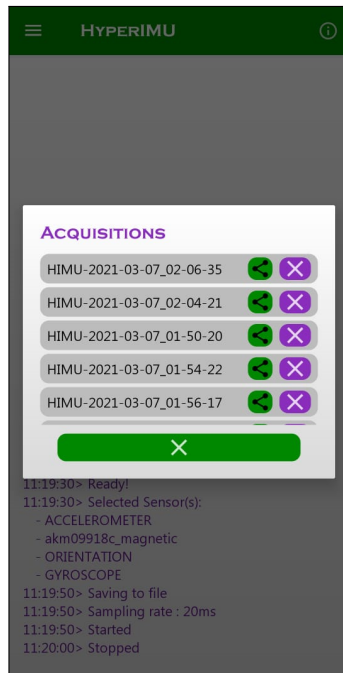 HyperIMU
Acquisitions
HIMU-2021-03-07_02-06-35
HIMU-2021-03-07_02-04-21
HIMU-2021-03-07_01-50-20
HIMU-2021-03-07_01-54-22
HIMU-2021-03-07_01-56-17
11:19:30> Ready!
11:19:30> Selected Sensor(s):
- ACCELEROMETER
- akm09918c_magnetic
- ORIENTATION
- GYROSCOPE
11:19:50> Saving to file
11:19:50> Sampling rate : 20ms
11:19:50> Started
11:20:00> Stopped